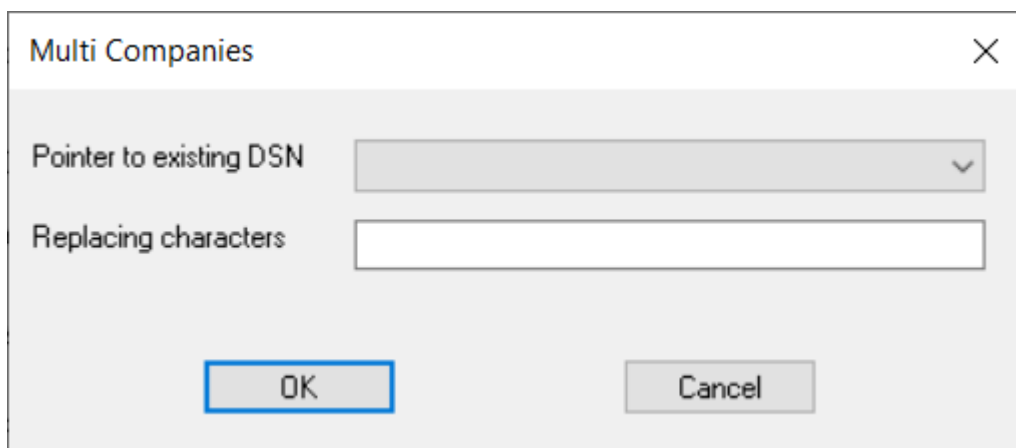 Multi Companies
Pointer to existing DSN
Replacing characters
OK Cancel